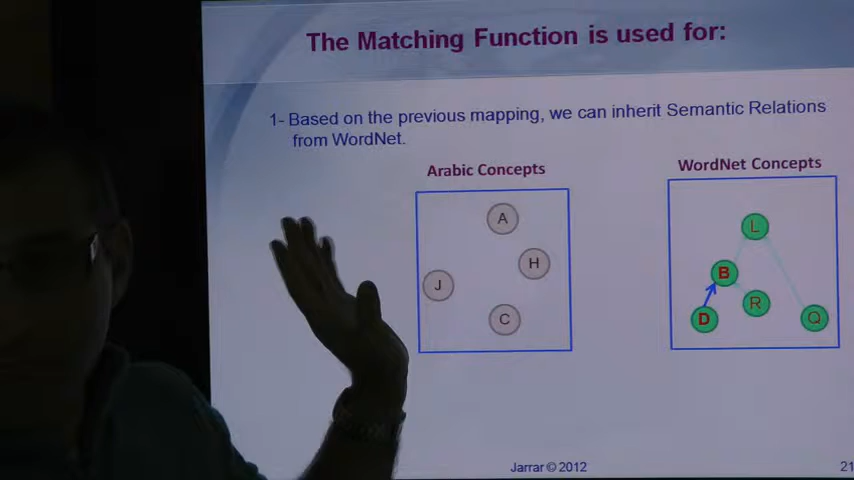 The Matching Function is used for:
1- Based on the previous mapping, we can inherit Semantic Relations
from WordNet.
Arabic Concepts
WordNet Concepts
A
H
J
C
L
B
R
D
Q
Jarrar © 2012
21